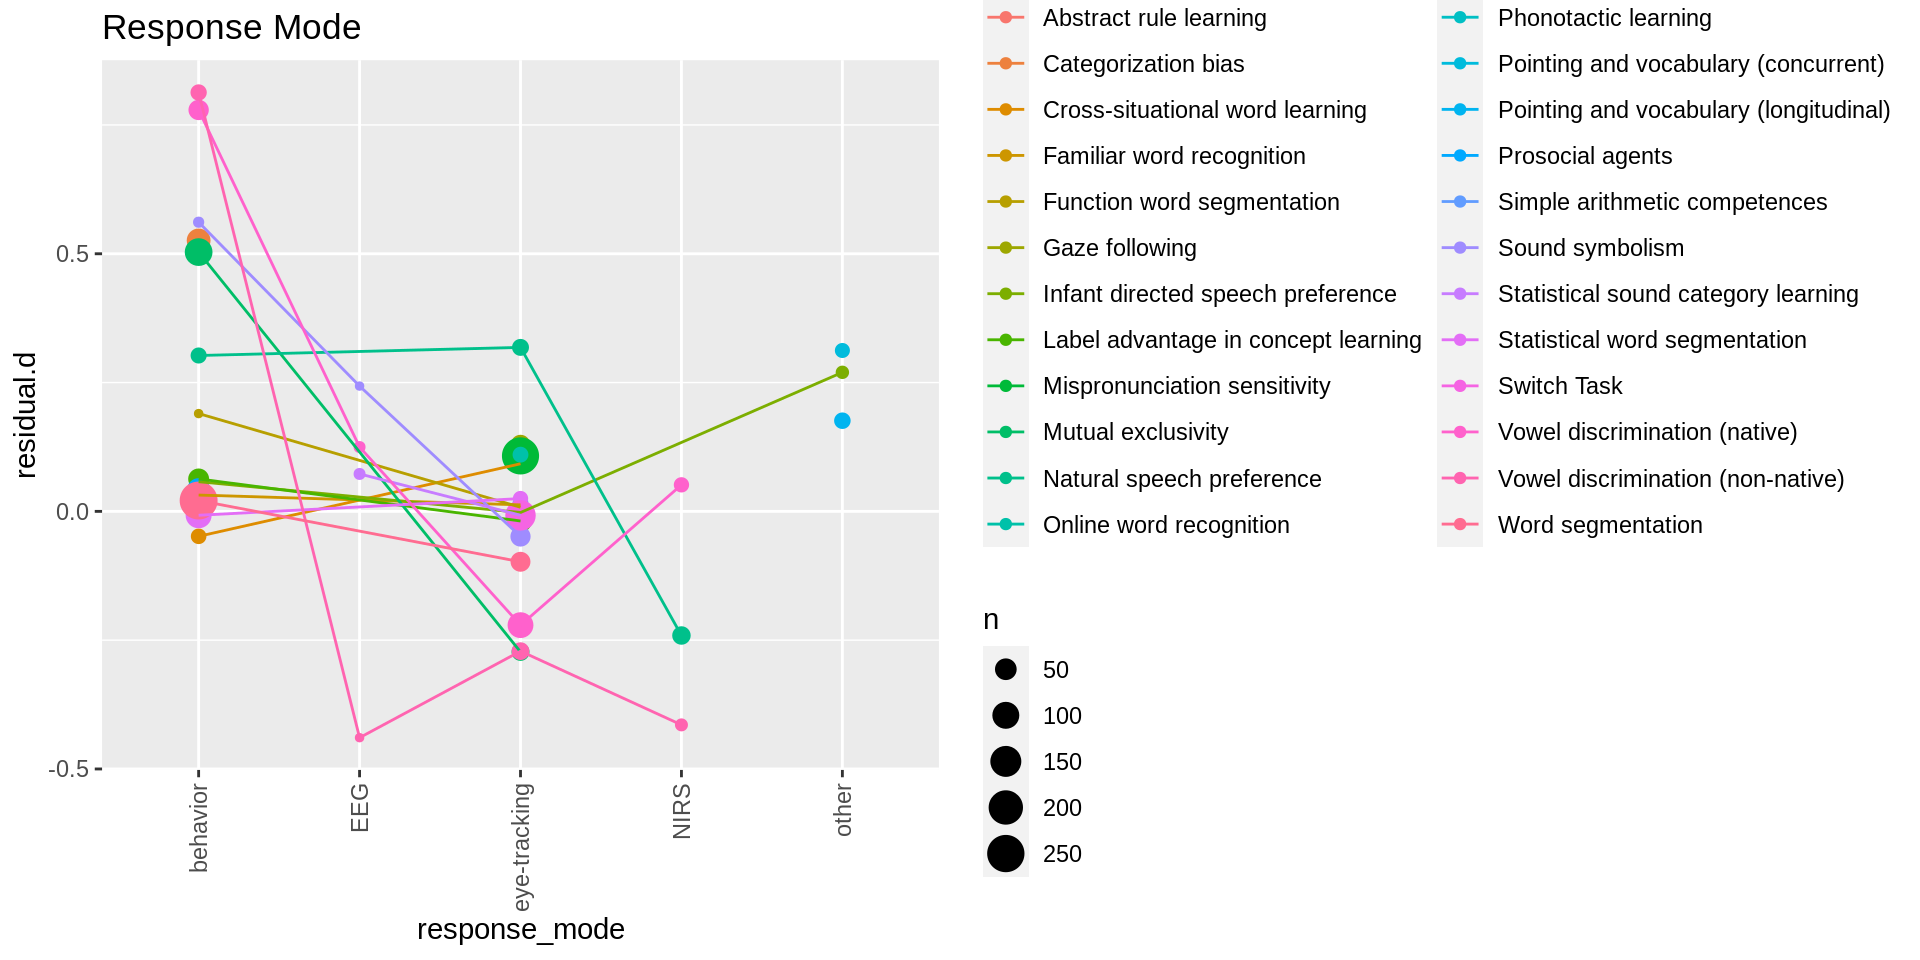 Response Mode
residual.d
0.5
0.0
-0.5
behavior
EEG
eye-tracking
NIRS
other
response_mode
Abstract rule learning
Categorization bias
Cross-situational word learning
Familiar word recognition
Function word segmentation
Gaze following
Infant directed speech preference
Label advantage in concept learning
Mispronunciation sensitivity
Mutual exclusivity
Natural speech preference
Online word recognition
Phonotactic learning
Pointing and vocabulary (concurrent)
Pointing and vocabulary (longitudinal)
Prosocial agents
Simple arithmetic competences
Sound symbolism
Statistical sound category learning
Statistical word segmentation
Switch Task
Vowel discrimination (native)
Vowel discrimination (non-native)
Word segmentation
n
50
100
150
200
250